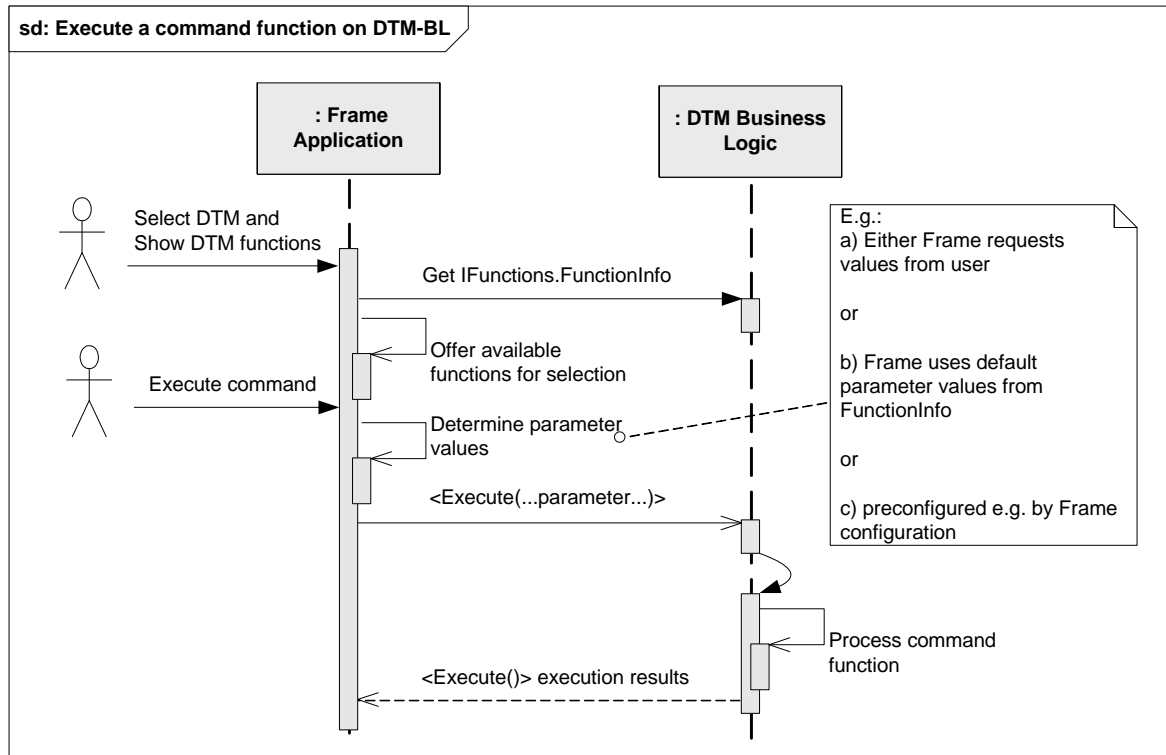 sd: Execute a command function on DTM-BL
: Frame
Application
: DTM Business
Logic
Select DTM and
Show DTM functions
Get IFunctions.FunctionInfo
Offer available
functions for selection
Execute command
Determine parameter
values
<Execute(...parameter...)>
Process command
function
<Execute()> execution results
E.g.:
a) Either Frame requests
values from user
or
b) Frame uses default
parameter values from
FunctionInfo
or
c) preconfigured e.g. by Frame
configuration